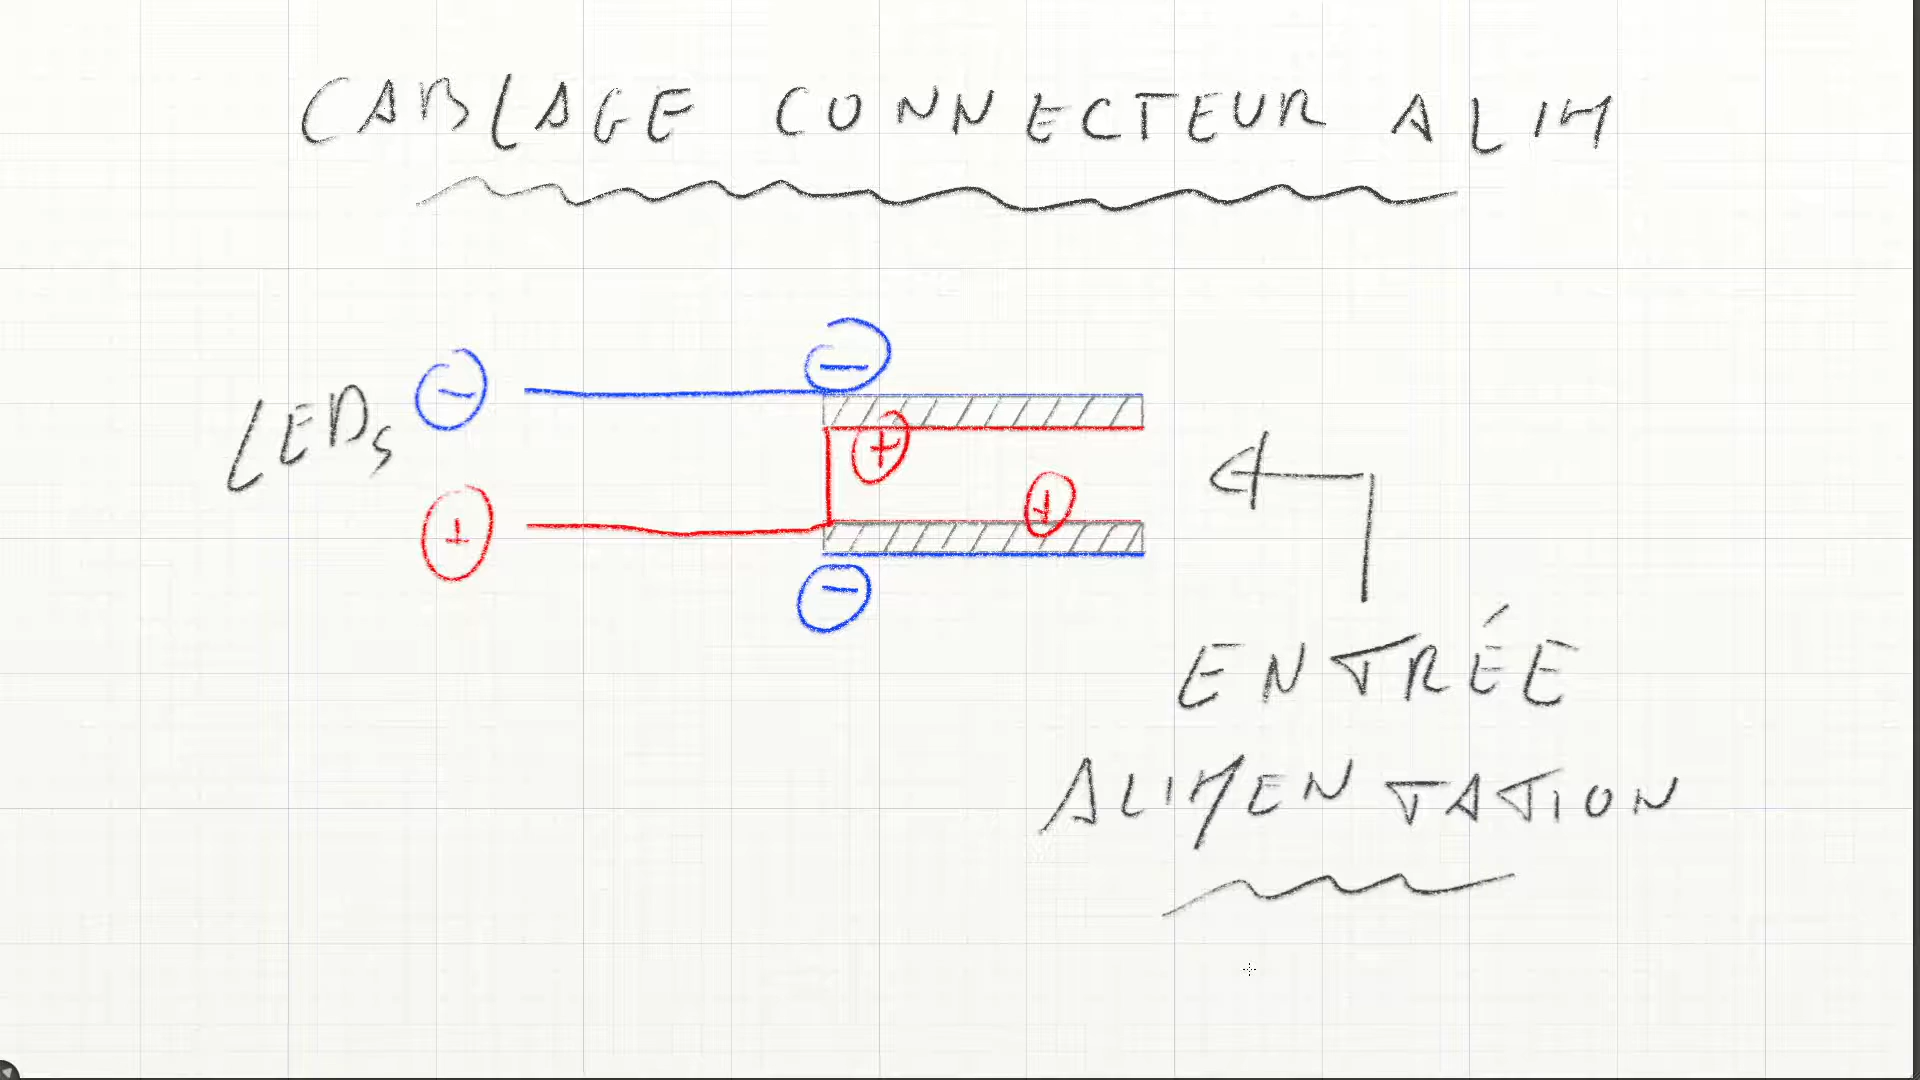 CABLAGE CONNECTEUR ALIM
−
LEDs −
+
+
+
−
ENTRÉE
ALIMENTATION